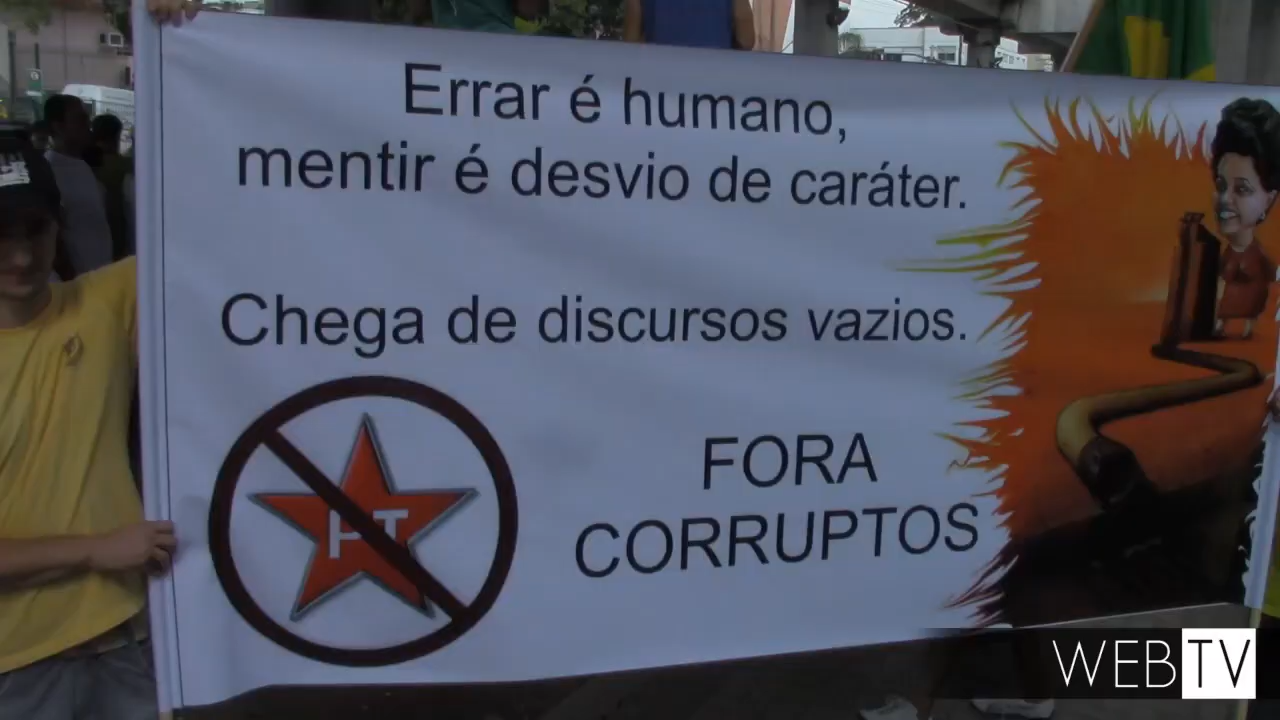 Errar é humano,
mentir é desvio de caráter.
Chega de discursos vazios.
PT
FORA
CORRUPTOS
WEBTV